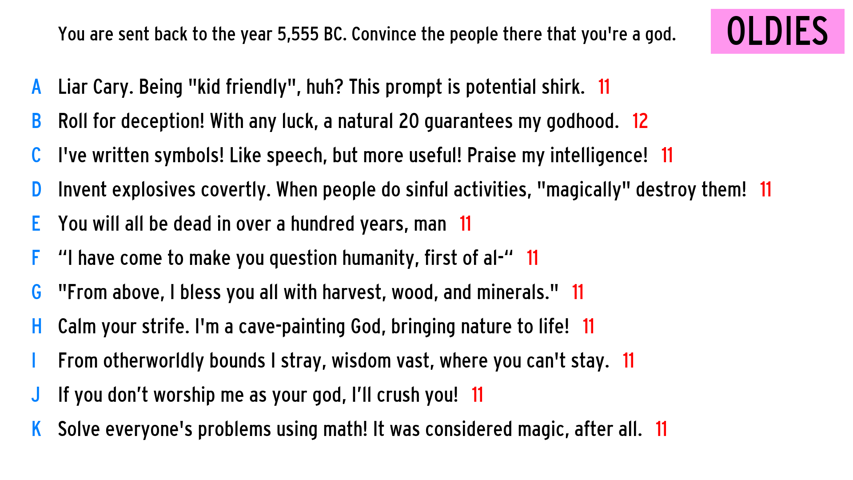 You are sent back to the year 5,555 BC. Convince the people there that you're a god.
OLDIES
A Liar Cary. Being "kid friendly", huh? This prompt is potential shirk. 11
B Roll for deception! With any luck, a natural 20 guarantees my godhood. 12
C I've written symbols! Like speech, but more useful! Praise my intelligence! 11
D Invent explosives covertly. When people do sinful activities, "magically" destroy them! 11
E You will all be dead in over a hundred years, man 11
F “I have come to make you question humanity, first of al-“ 11
G "From above, I bless you all with harvest, wood, and minerals." 11
H Calm your strife. I'm a cave-painting God, bringing nature to life! 11
I From otherworldly bounds I stray, wisdom vast, where you can't stay. 11
J If you don’t worship me as your god, I’ll crush you! 11
K Solve everyone's problems using math! It was considered magic, after all. 11